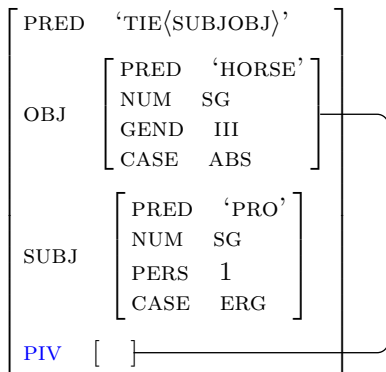 PRED ‘TIE⟨SUBJOBJ⟩’
PRED ‘HORSE’
NUM SG
OBJ
GEND III
CASE ABS
PRED ‘PRO’
NUM SG
SUBJ
PERS 1
CASE ERG
PIV [ ]